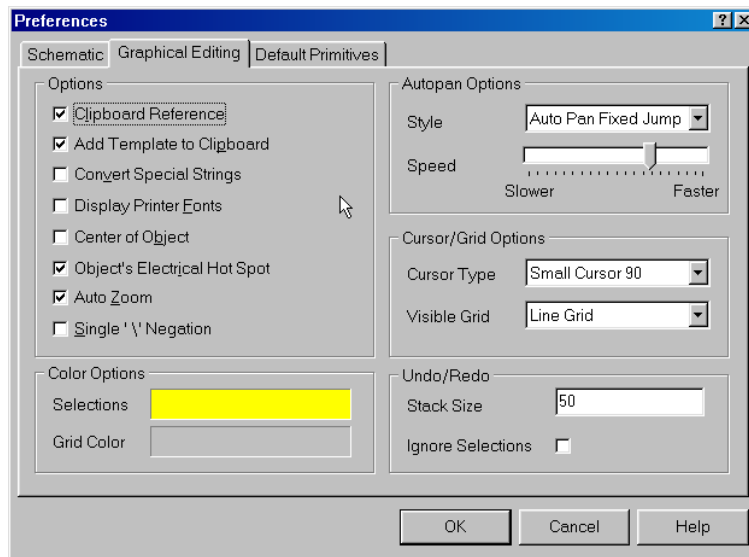 Preferences
Schematic
Graphical Editing
Default Primitives
Options
Clipboard Reference
Add Template to Clipboard
Convert Special Strings
Display Printer Fonts
Center of Object
Object's Electrical Hot Spot
Auto Zoom
Single '\' Negation
Color Options
Selections
Grid Color
Autopan Options
Style
Auto Pan Fixed Jump
Speed
Slower
Faster
Cursor/Grid Options
Cursor Type
Small Cursor 90
Visible Grid
Line Grid
Undo/Redo
Stack Size
50
Ignore Selections
OK
Cancel
Help